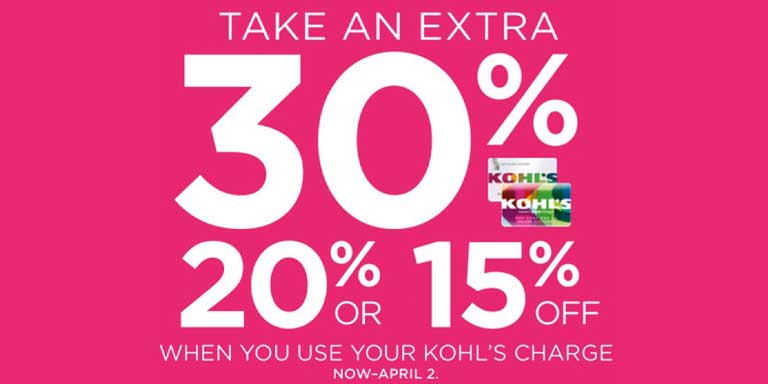 TAKE AN EXTRA
30%
KOHL'S
KOHL'S
20% OR 15% OFF
WHEN YOU USE YOUR KOHL'S CHARGE
NOW–APRIL 2.